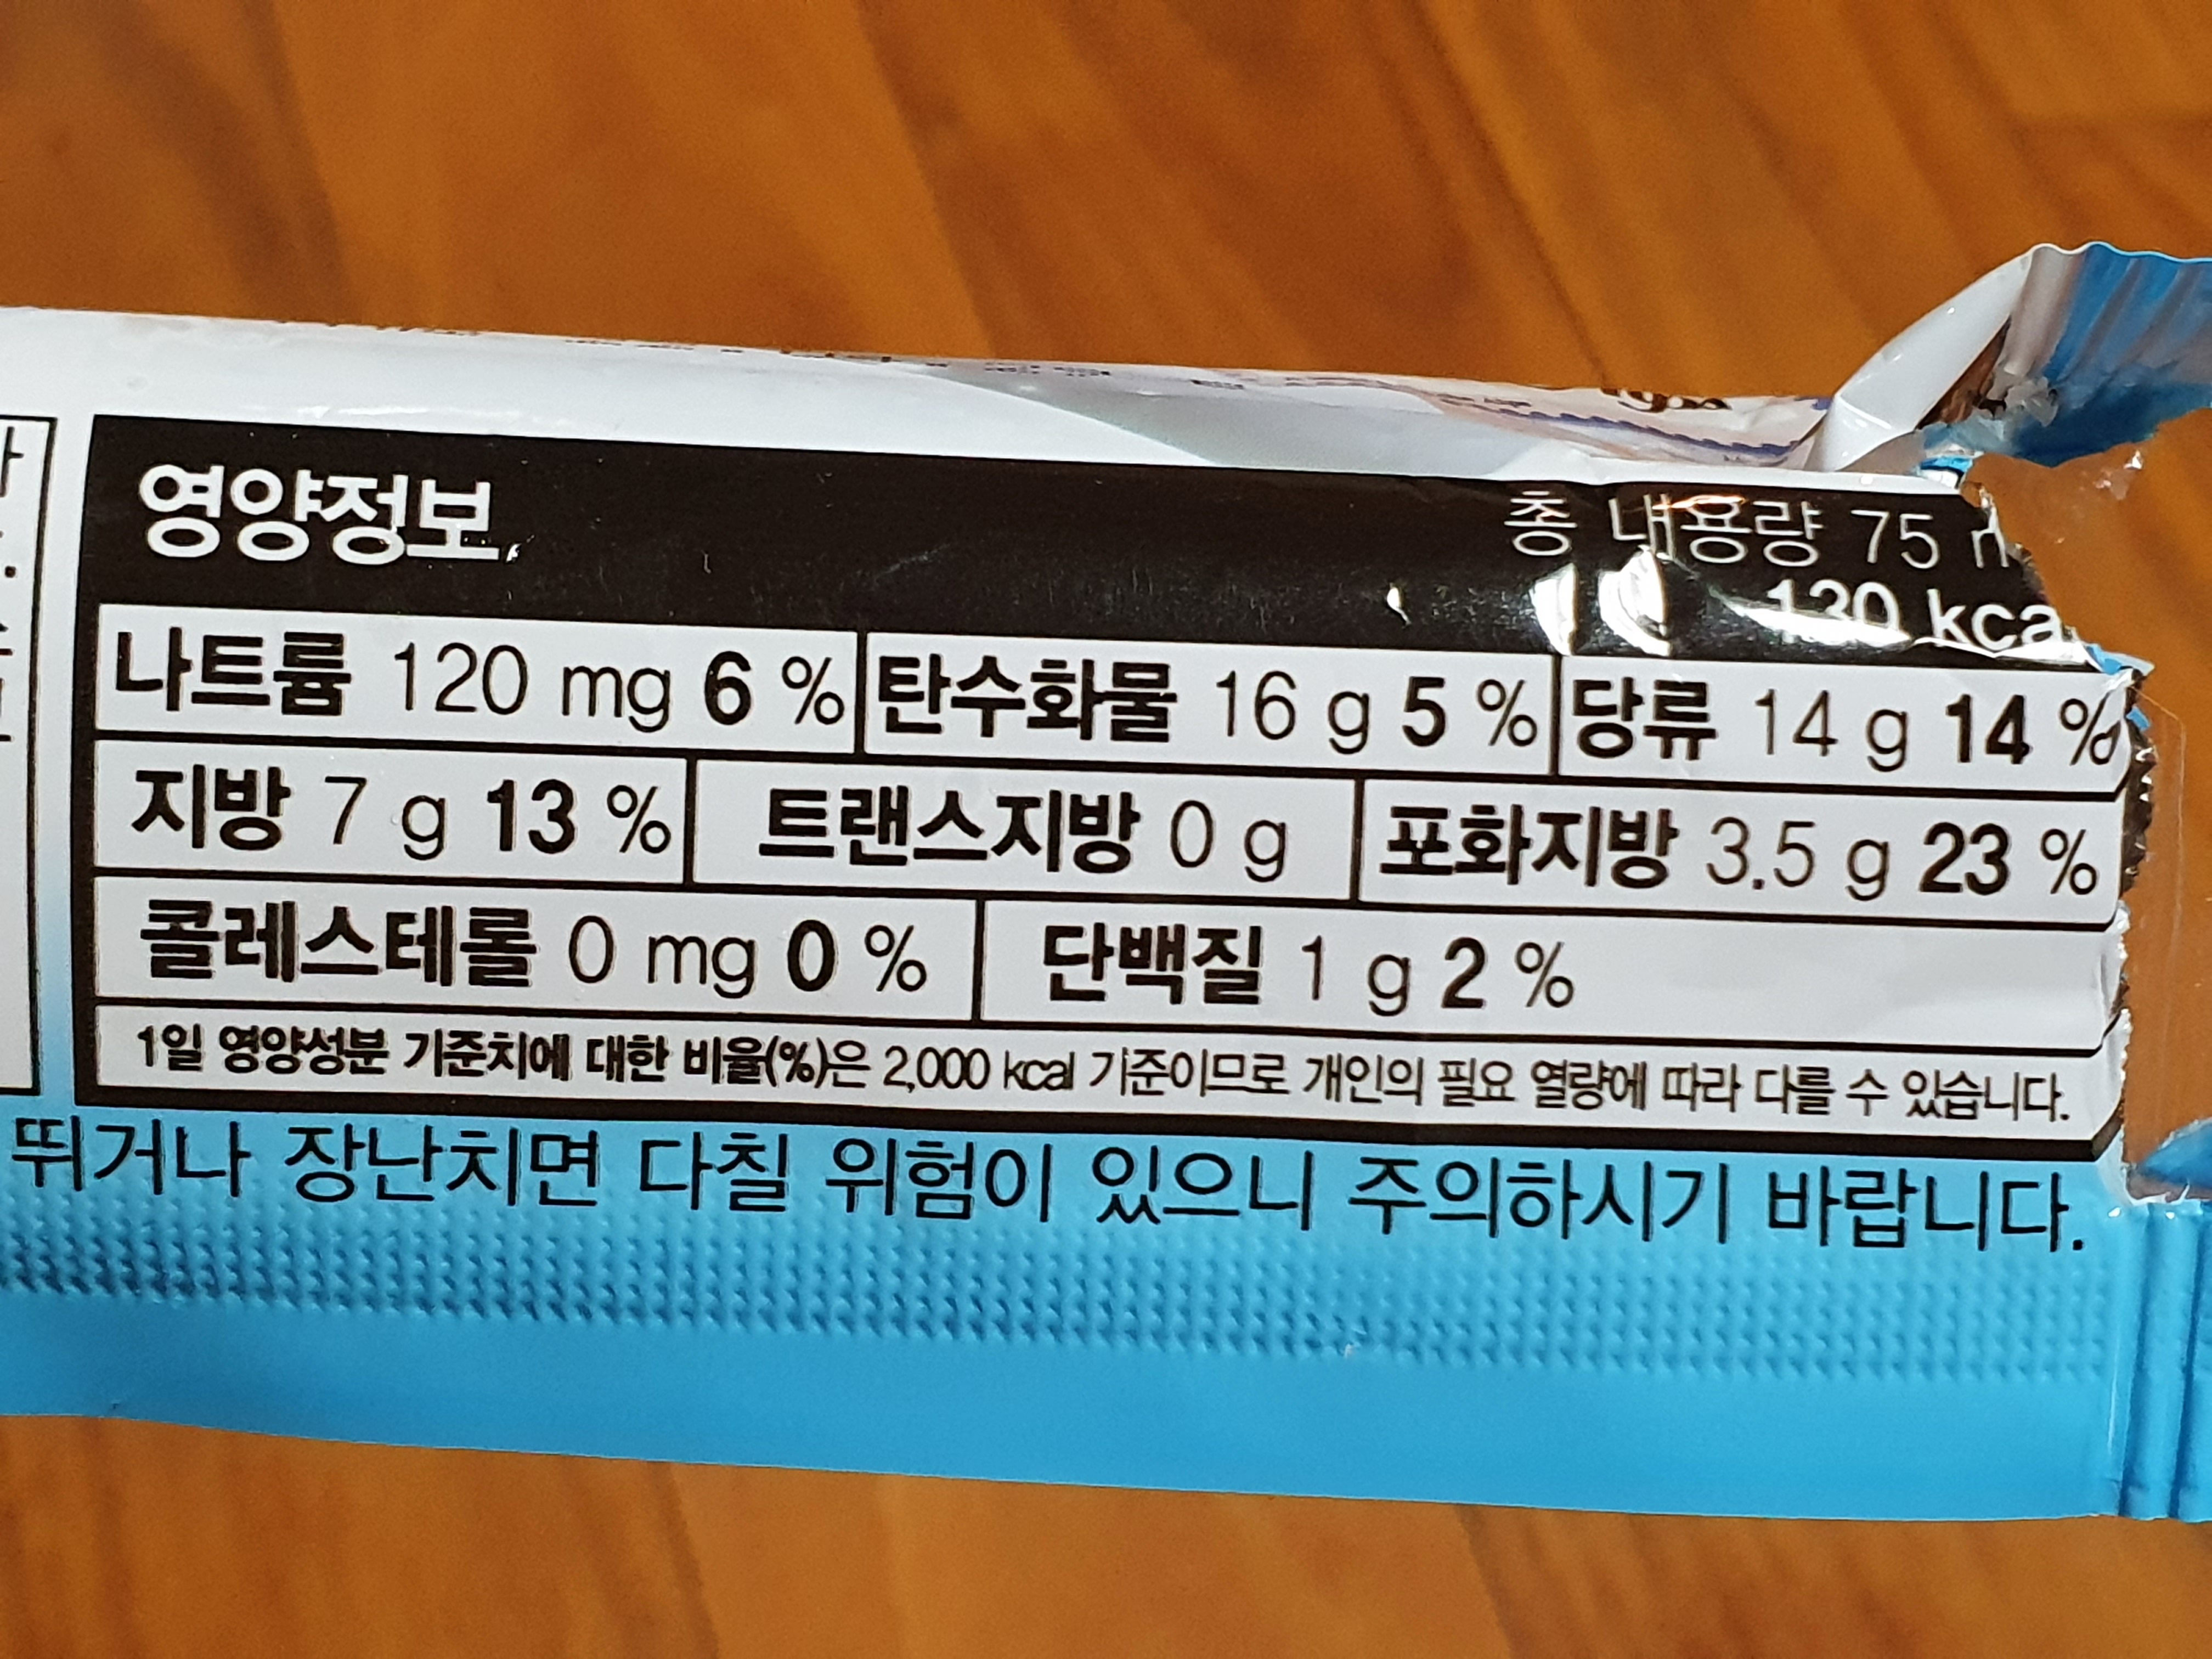 영양정보
총 내용량 75
130 kca
나트륨 120 mg 6 % 탄수화물 16 g 5 % 당류 14 g 14 %
지방 7 g 13 % 트랜스지방 0 g 포화지방 3.5 g 23 %
콜레스테롤 0 mg 0 % 단백질 1 g 2 %
1일 영양성분 기준치에 대한 비율(%)은 2,000 kcal 기준이므로 개인의 필요 열량에 따라 다를 수 있습니다.
뛰거나 장난치면 다칠 위험이 있으니 주의하시기 바랍니다.